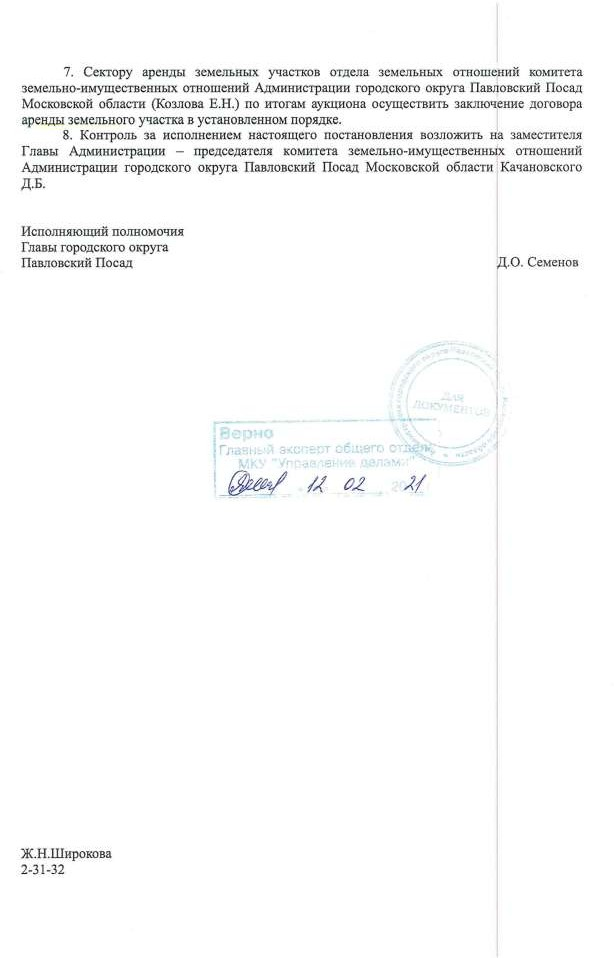 7. Сектору аренды земельных участков отдела земельных отношений комитета
земельно-имущественных отношений Администрации городского округа Павловский Посад
Московской области (Козлова Е.Н.) по итогам аукциона осуществить заключение договора
аренды земельного участка в установленном порядке.
8. Контроль за исполнением настоящего постановления возложить на заместителя
Главы Администрации – председателя комитета земельно-имущественных отношений
Администрации городского округа Павловский Посад Московской области Качановского
Д.Б.
Исполняющий полномочия
Главы городского округа
Павловский Посад Д.О. Семенов
ДЛЯ
ДОКУМЕНТОВ
Верно
Главный эксперт общего отдела
МКУ "Управление делами"
12 02 2021
Ж.Н.Широкова
2-31-32